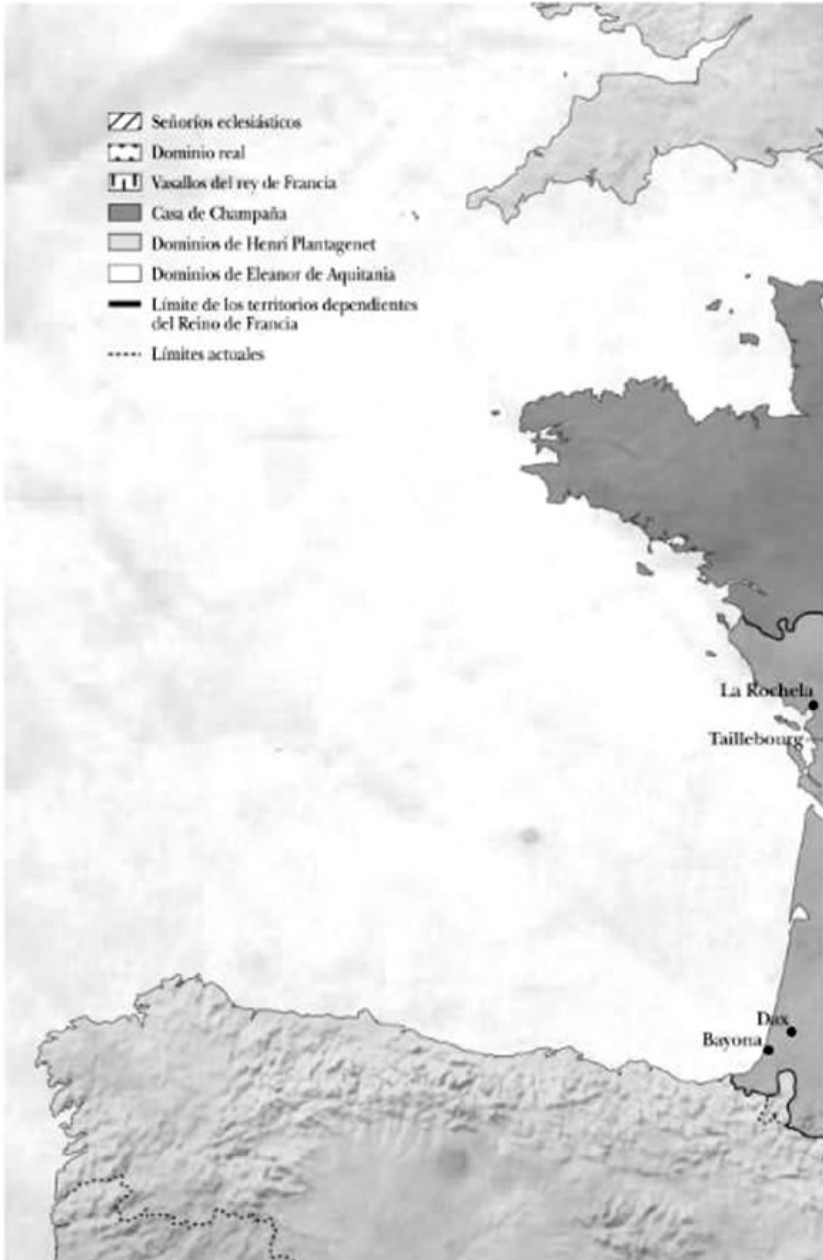 Señoríos eclesiásticos
Dominio real
Vasallos del rey de Francia
Casa de Champaña
Dominios de Henri Plantagenet
Dominios de Eleanor de Aquitania
Límite de los territorios dependientes
del Reino de Francia
Límites actuales
La Rochela
Taillebourg
Dax
Bayona